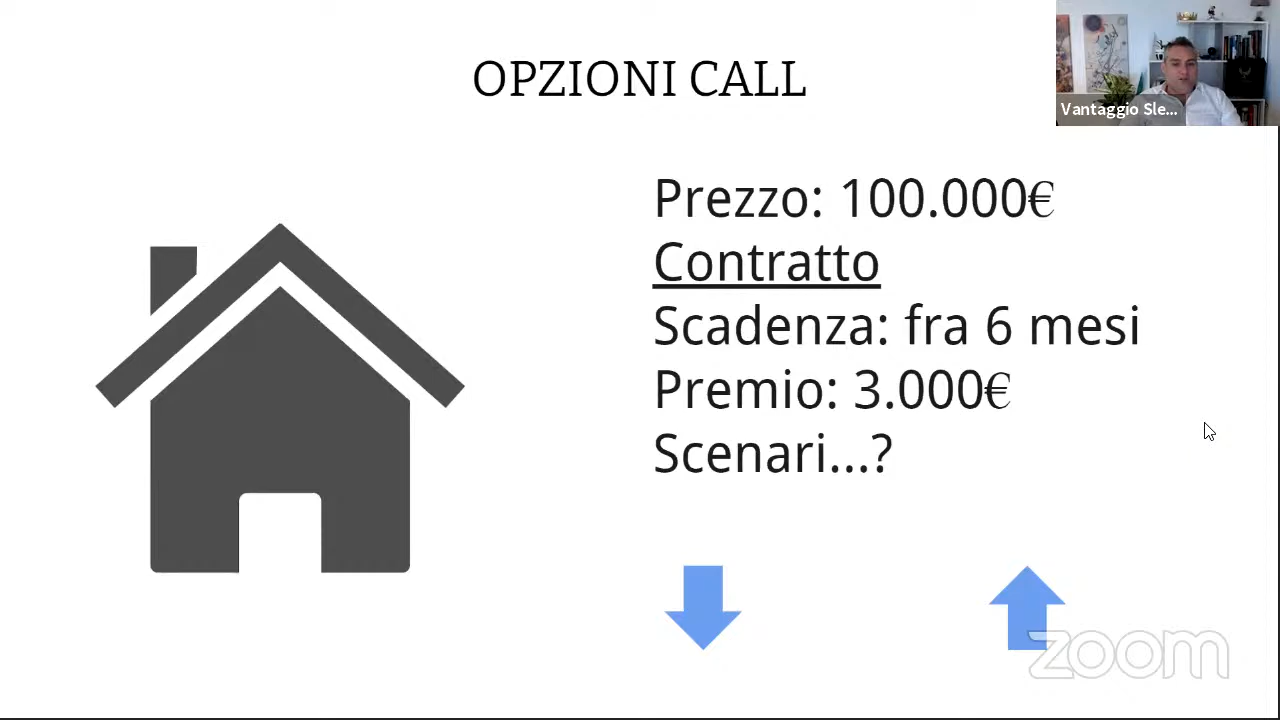 OPZIONI CALL
Vantaggio Sle...
Prezzo: 100.000€
Contratto
Scadenza: fra 6 mesi
Premio: 3.000€
Scenari...?
zoom